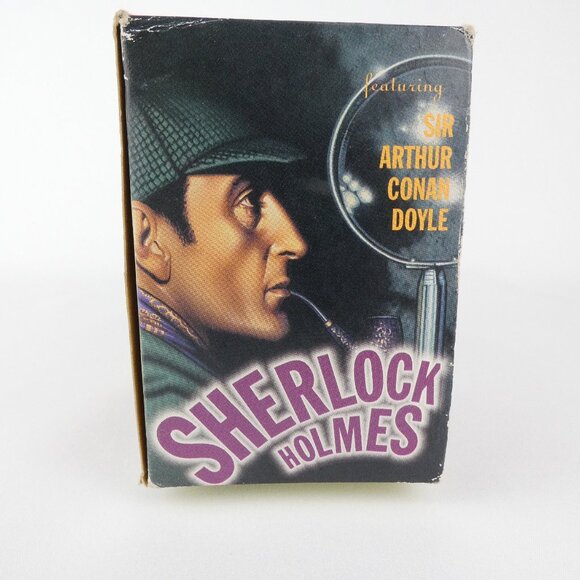 featuring
SIR
ARTHUR
CONAN
DOYLE
SHERLOCK
HOLMES